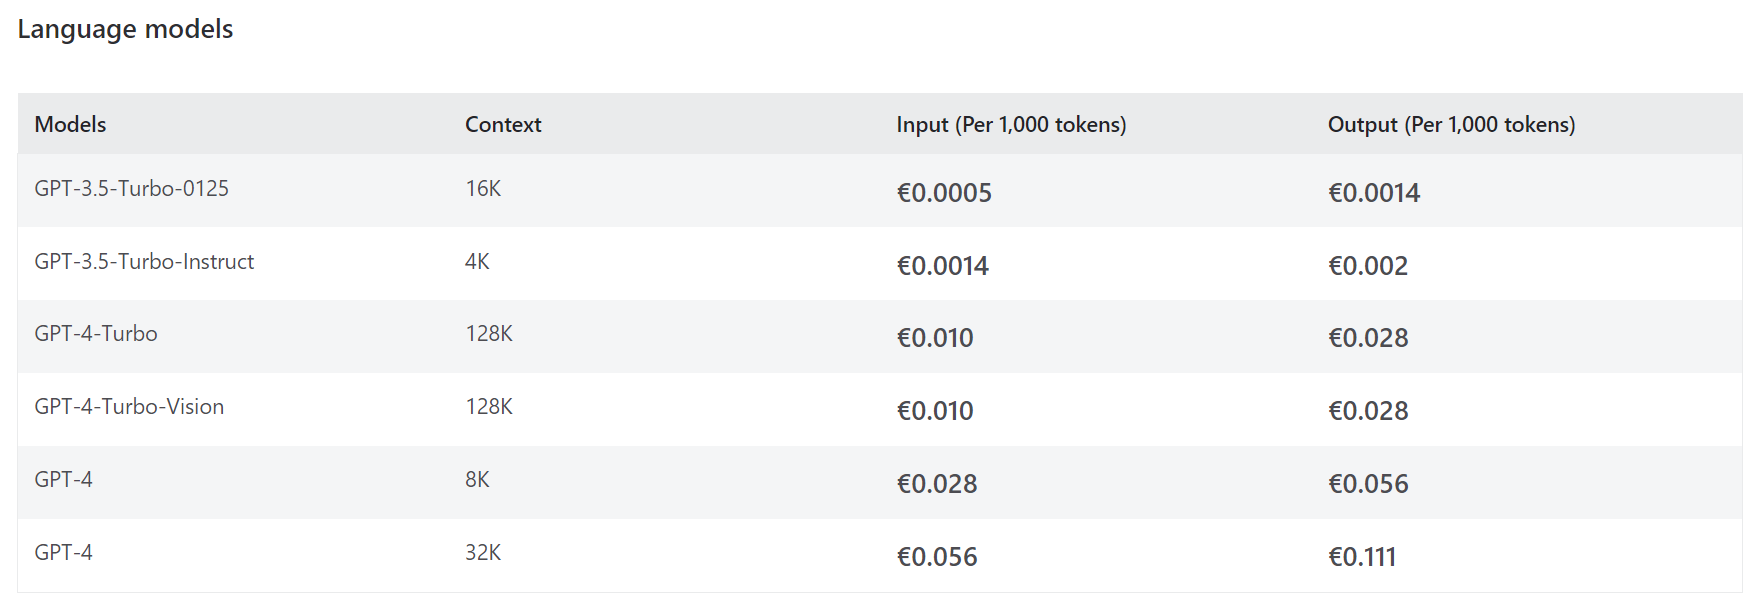 Language models
Models Context Input (Per 1,000 tokens) Output (Per 1,000 tokens)
GPT-3.5-Turbo-0125 16K €0.0005 €0.0014
GPT-3.5-Turbo-Instruct 4K €0.0014 €0.002
GPT-4-Turbo 128K €0.010 €0.028
GPT-4-Turbo-Vision 128K €0.010 €0.028
GPT-4 8K €0.028 €0.056
GPT-4 32K €0.056 €0.111